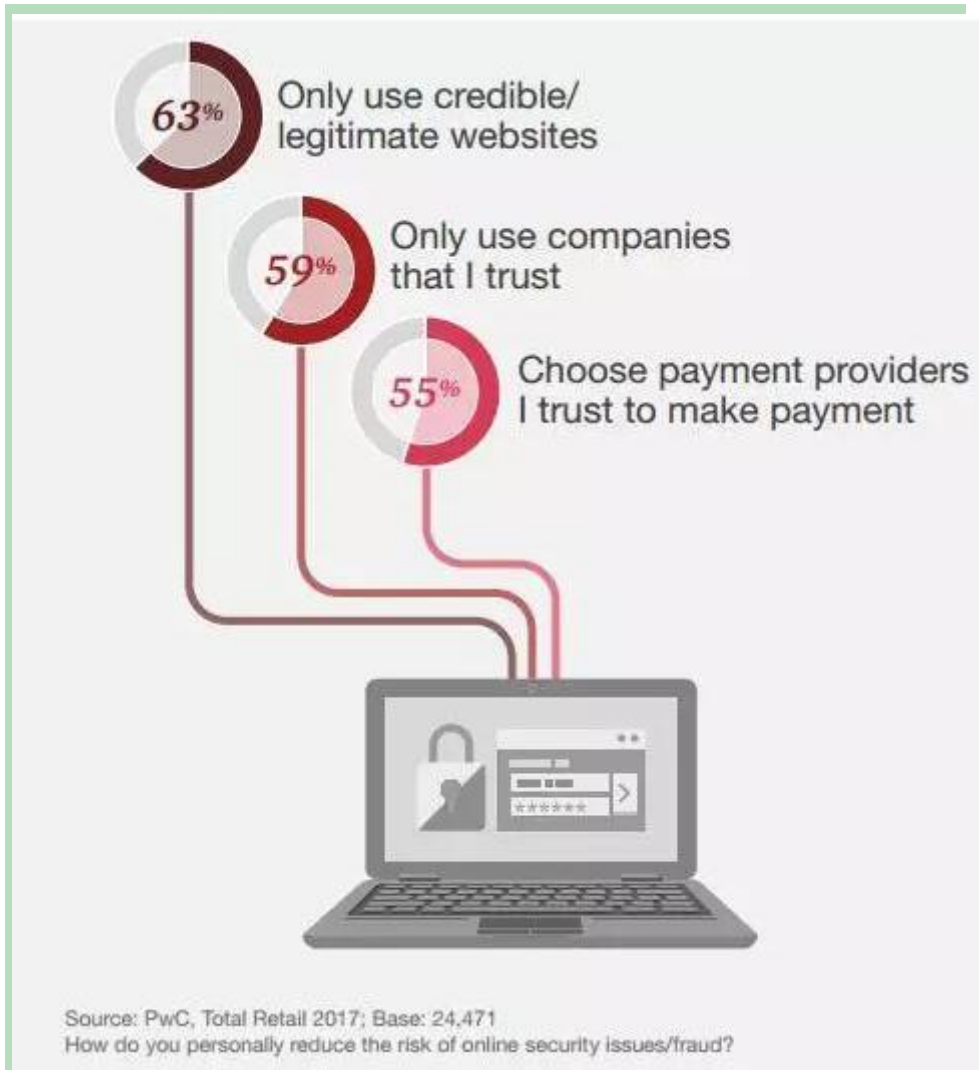 63%
Only use credible/
legitimate websites
59%
Only use companies
that I trust
55%
Choose payment providers
I trust to make payment
******
Source: PwC, Total Retail 2017; Base: 24,471
How do you personally reduce the risk of online security issues/fraud?